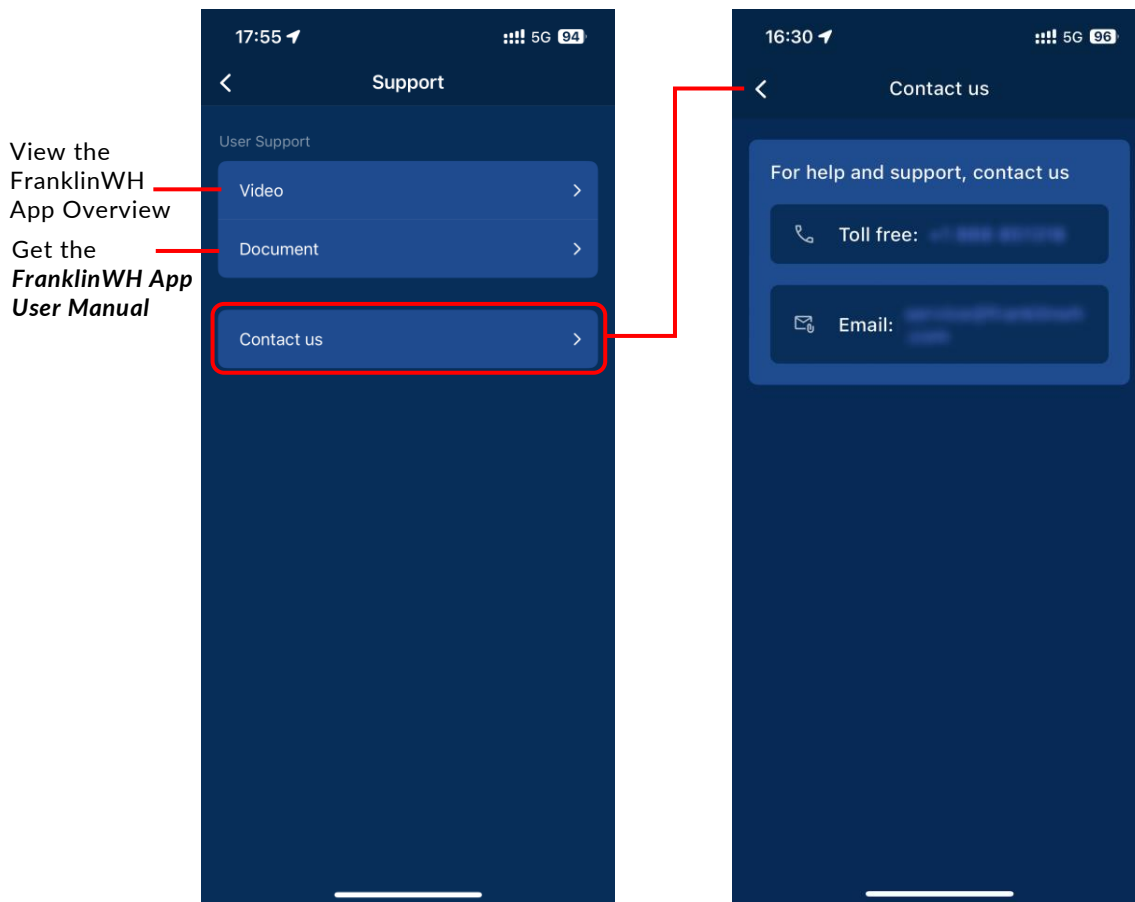 17:55
5G 94
Support
User Support
View the
FranklinWH
App Overview
Video
Get the
FranklinWH App
User Manual
Document
Contact us
16:30
5G 96
Contact us
For help and support, contact us
Toll free:
Email: